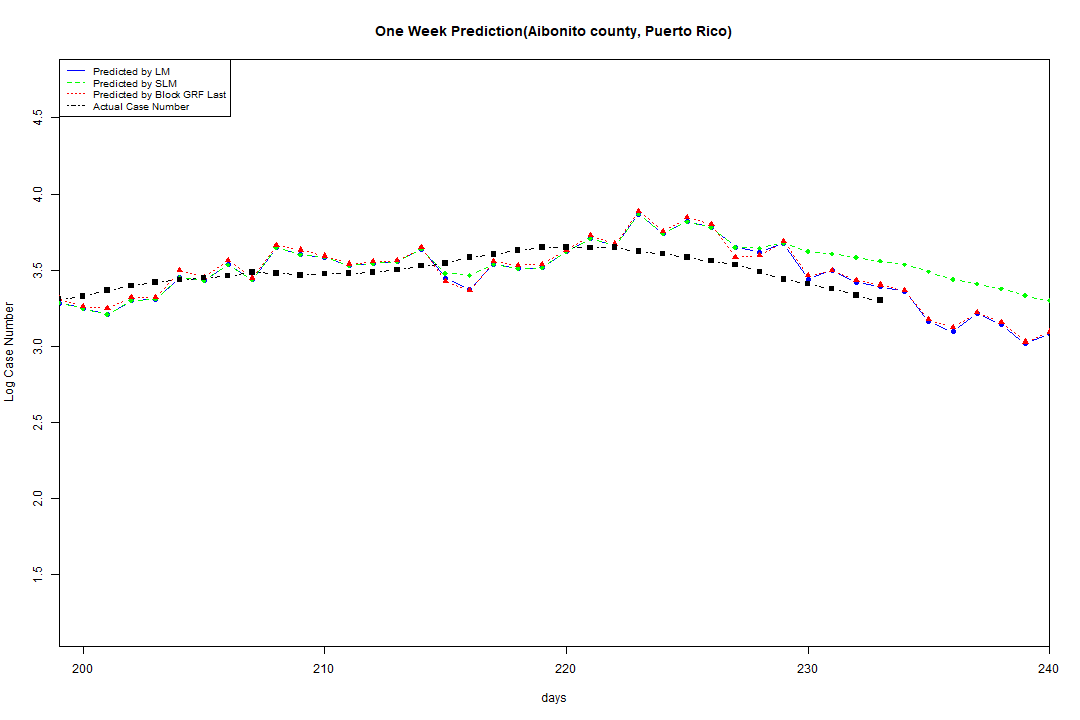 One Week Prediction(Aibonito county, Puerto Rico)
Predicted by LM
Predicted by SLM
Predicted by Block GRF Last
Actual Case Number
4.5
4.0
3.5
3.0
2.5
2.0
1.5
Log Case Number
200 210 220 230 240
days